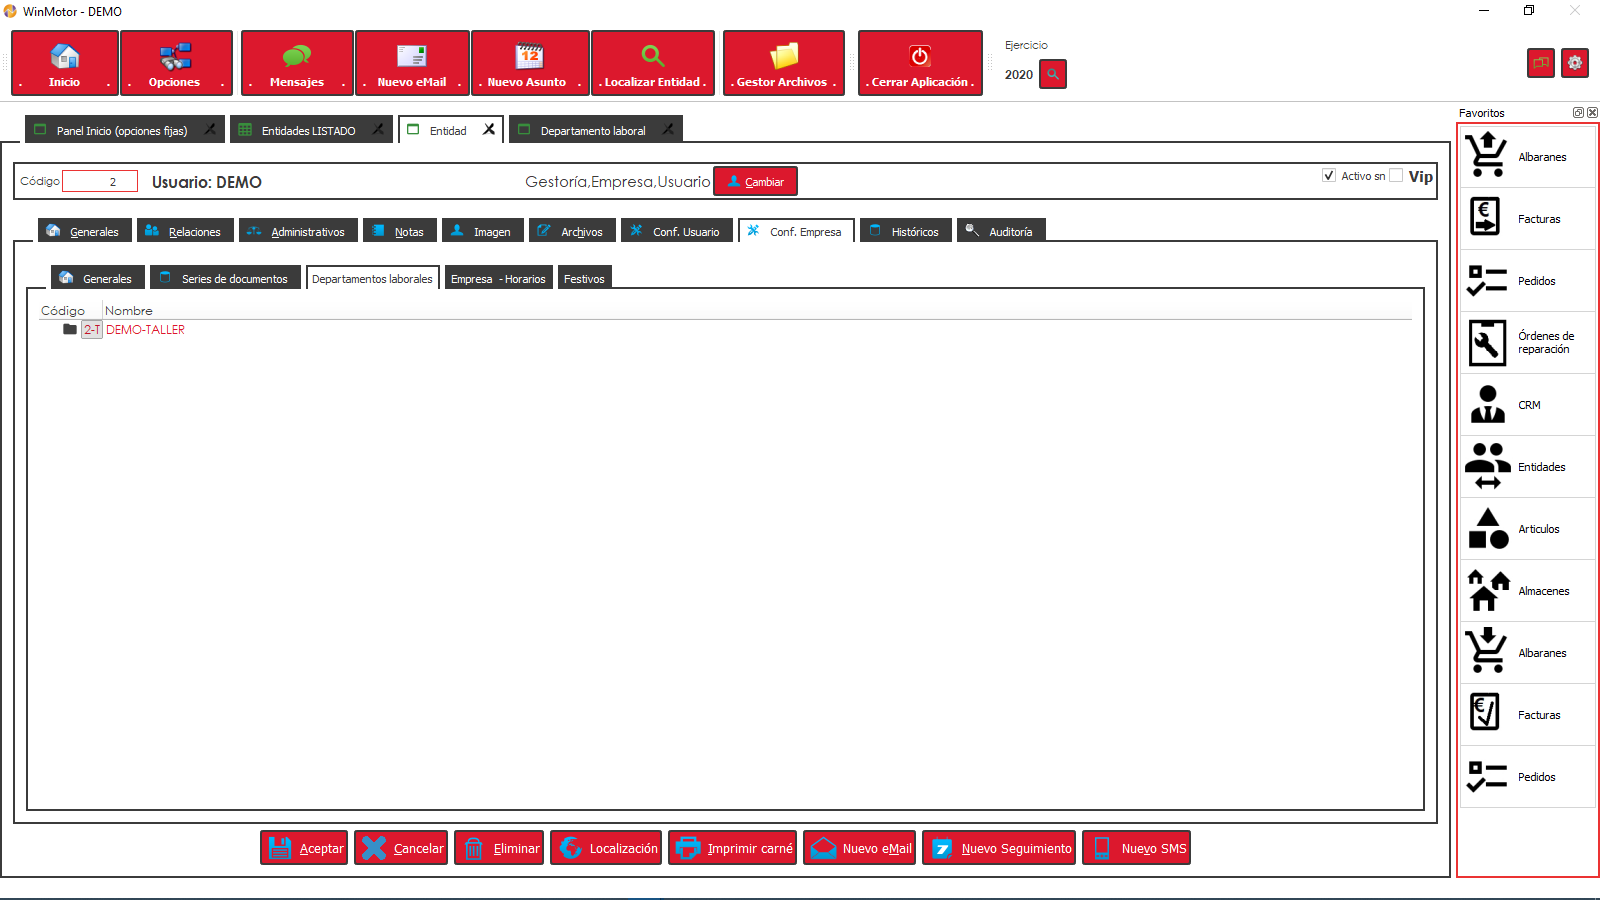 WinMotor - DEMO
. Inicio .
. Opciones .
. Mensajes .
. Nuevo eMail .
12
. Nuevo Asunto .
. Localizar Entidad .
. Gestor Archivos .
. Cerrar Aplicación .
Ejercicio
2020
Panel Inicio (opciones fijas)
Entidades LISTADO
Entidad
Departamento laboral
Código 2
Usuario: DEMO
Gestoría,Empresa,Usuario
Cambiar
Activo sn
Vip
Generales
Relaciones
Administrativos
Notas
Imagen
Archivos
Conf. Usuario
Conf. Empresa
Históricos
Auditoría
Generales
Series de documentos
Departamentos laborales
Empresa - Horarios
Festivos
Código Nombre
2-T DEMO-TALLER
Aceptar
Cancelar
Eliminar
Localización
Imprimir carné
Nuevo eMail
7
Nuevo Seguimiento
Nuevo SMS
Favoritos
Albaranes
€
Facturas
Pedidos
Órdenes de
reparación
CRM
Entidades
Articulos
Almacenes
Albaranes
€
Facturas
Pedidos